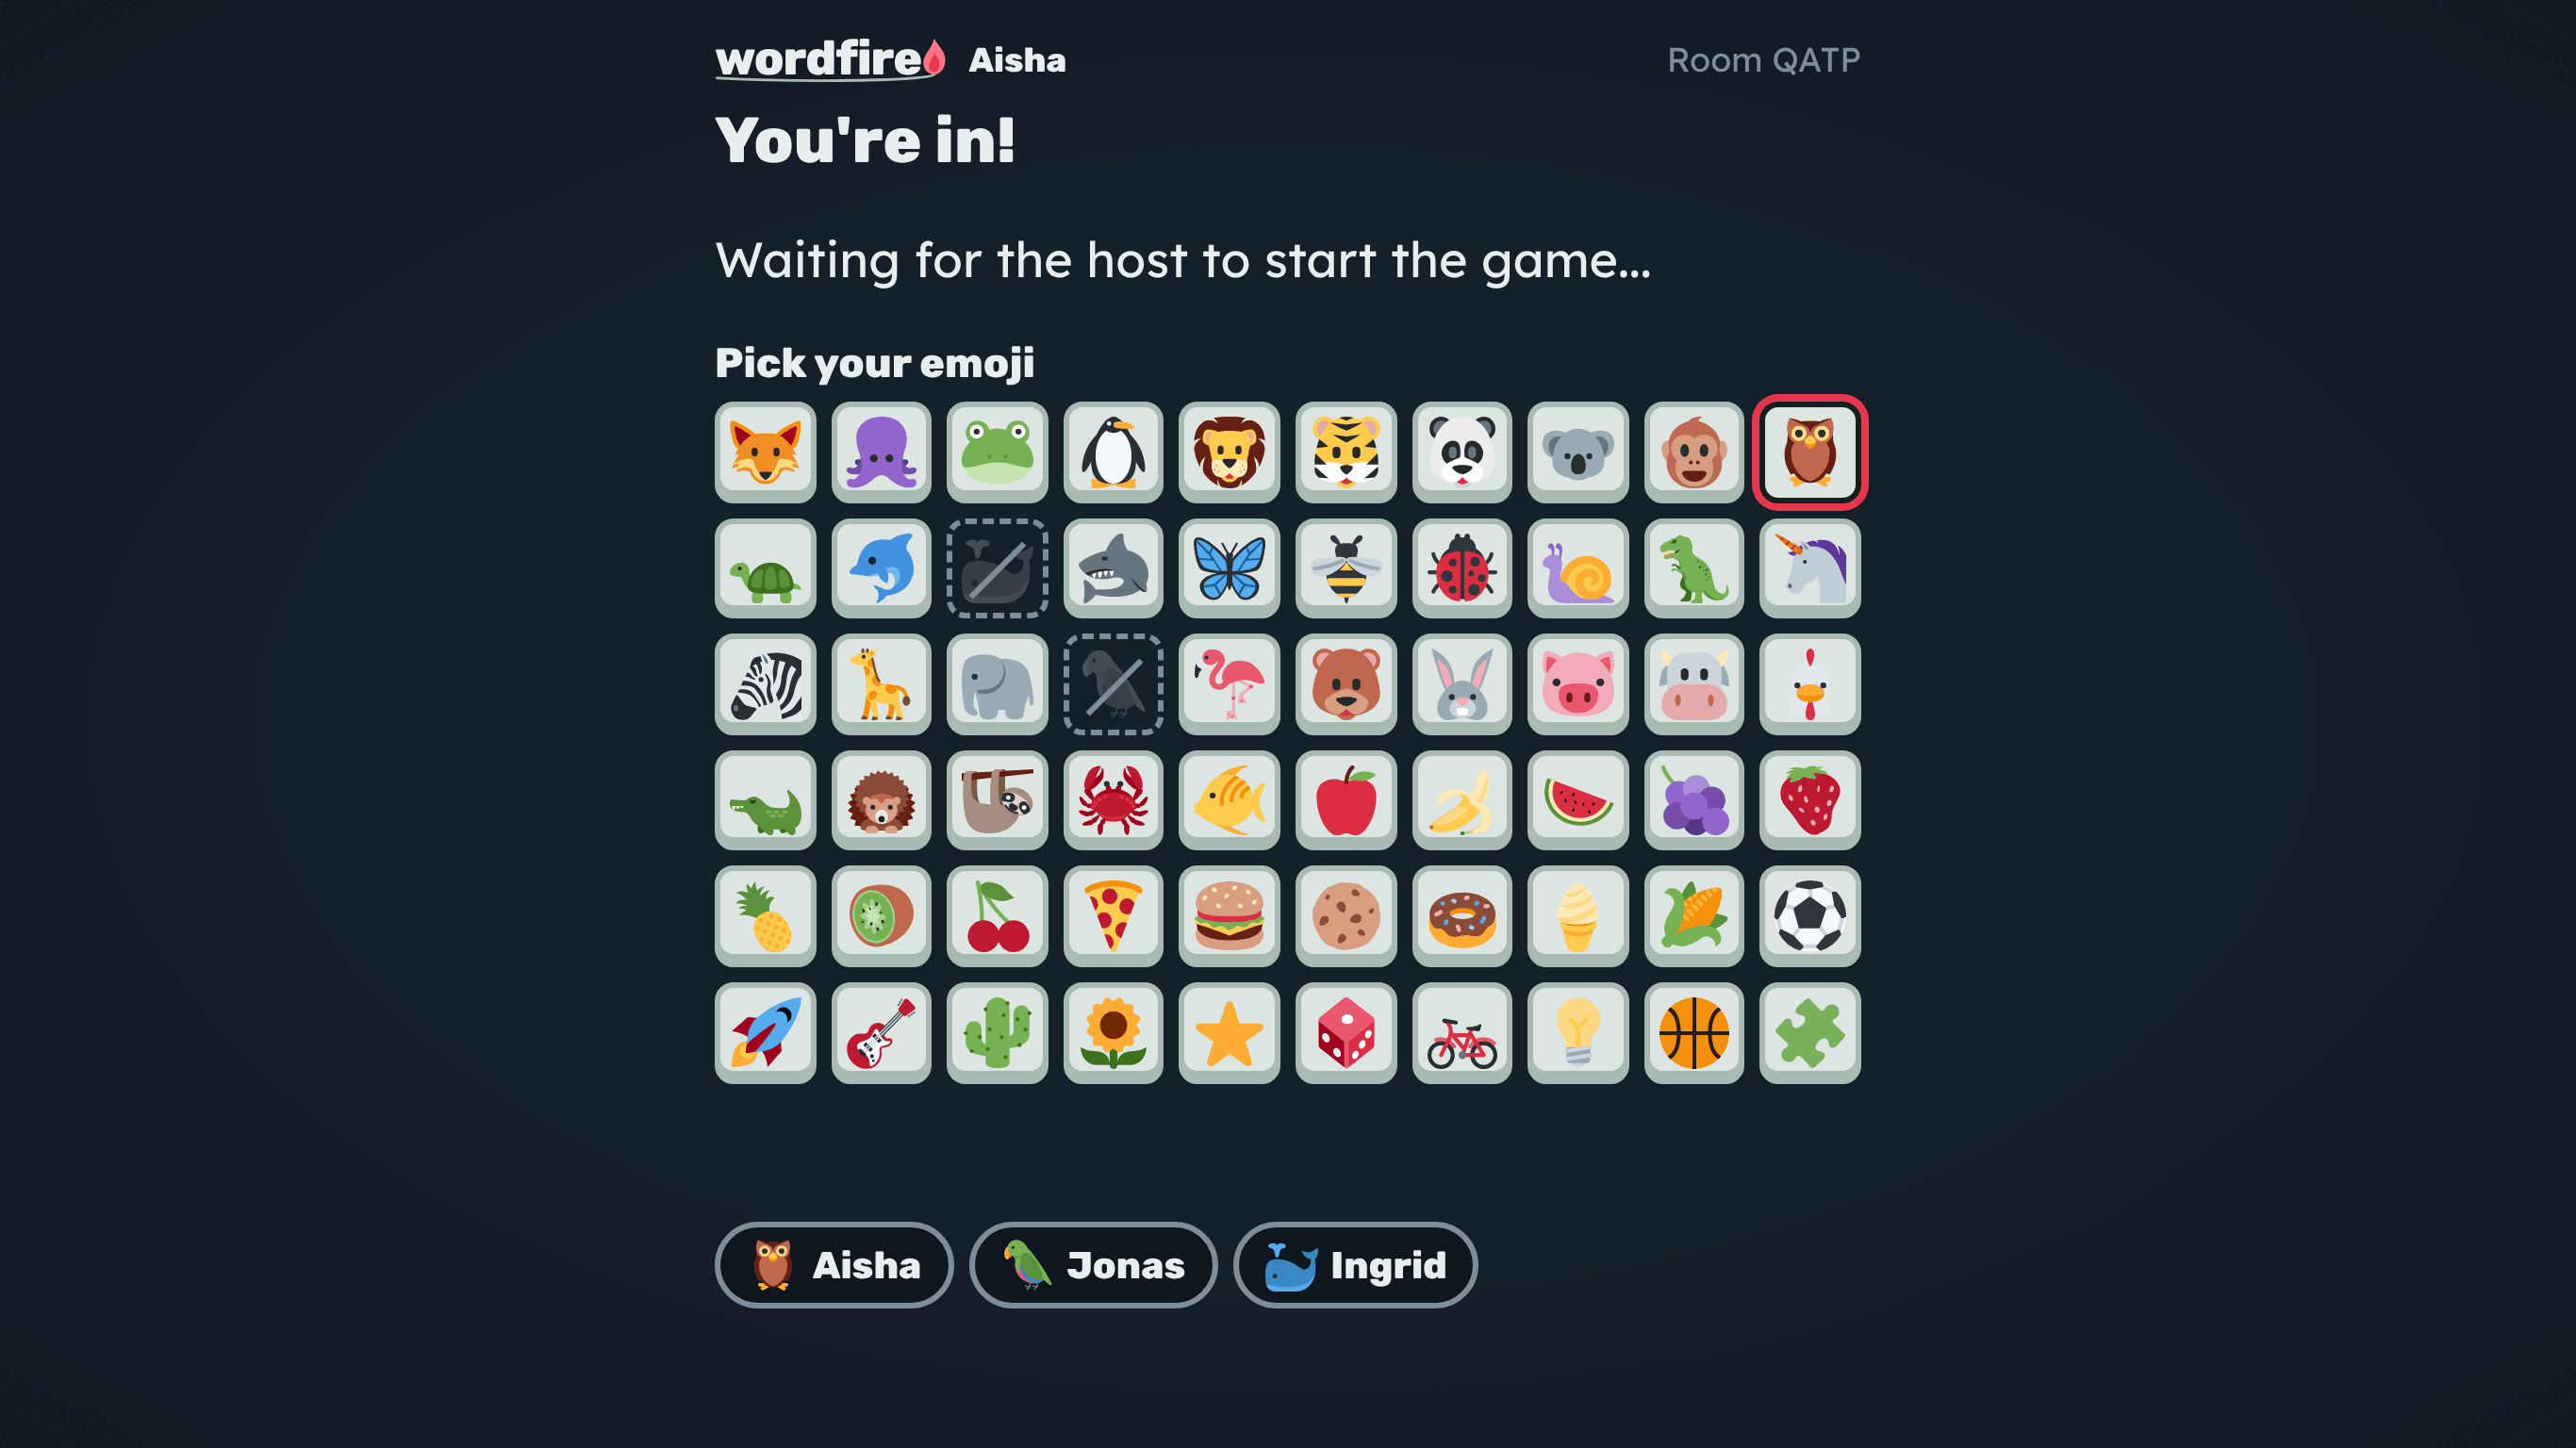 wordfire Aisha
Room QATP
You're in!
Waiting for the host to start the game...
Pick your emoji
Aisha
Jonas
Ingrid